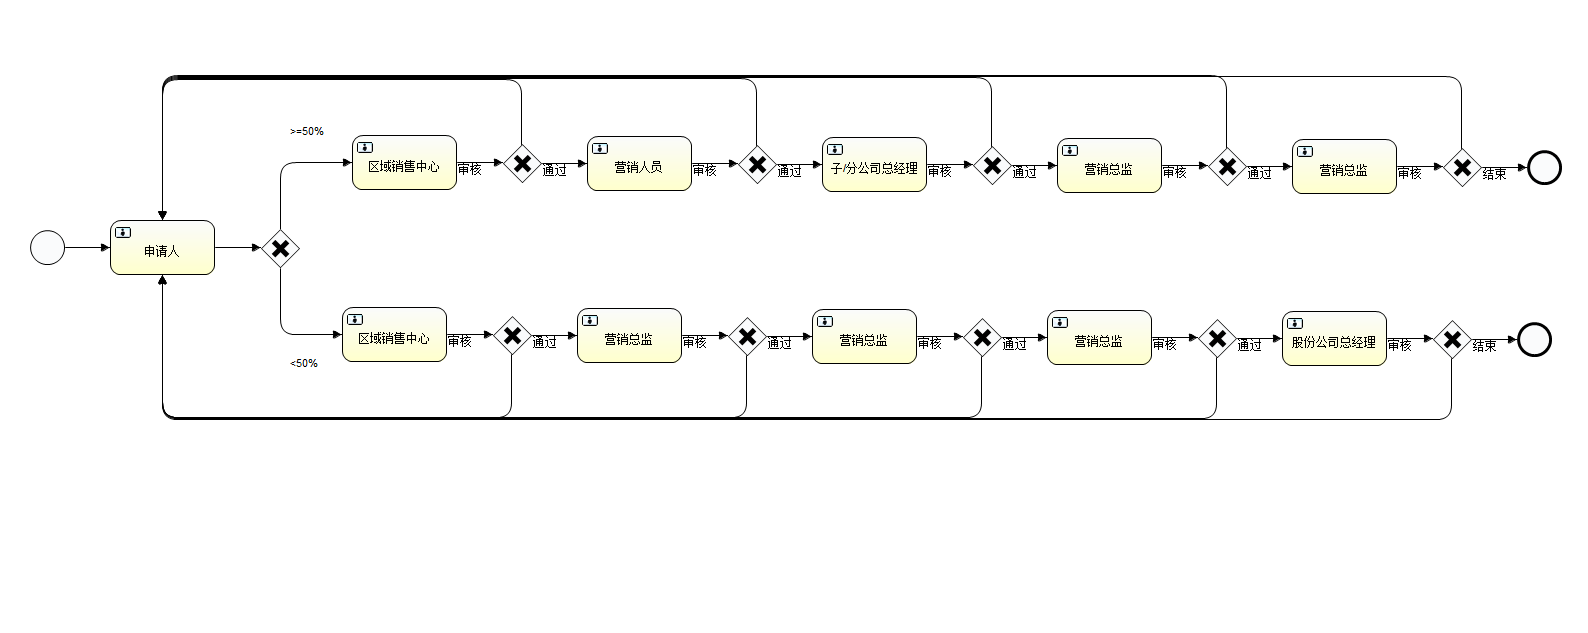 >=50%
区域销售中心
审核
通过
营销人员
审核
通过
子/分公司总经理
审核
通过
营销总监
审核
通过
营销总监
审核
结束
申请人
区域销售中心
审核
通过
营销总监
审核
通过
营销总监
审核
通过
营销总监
审核
通过
股份公司总经理
审核
结束
<50%